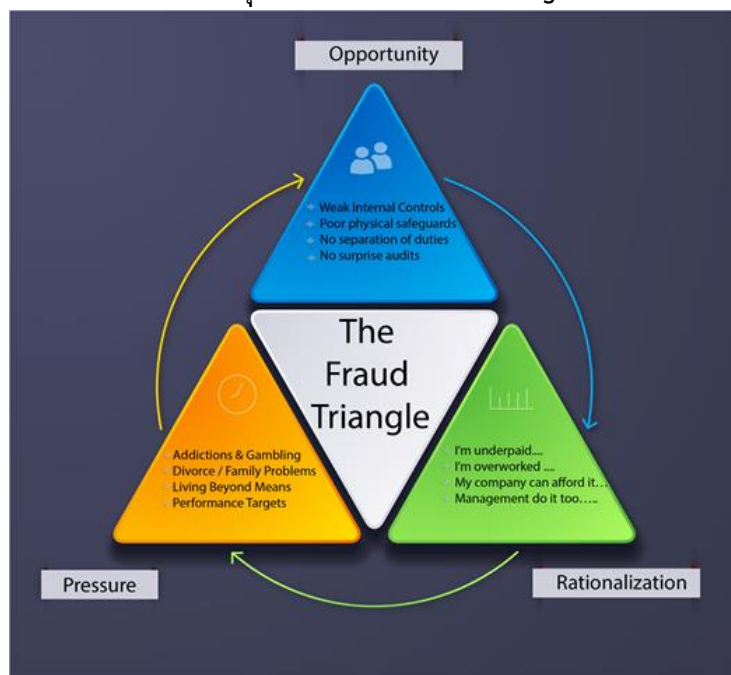 Opportunity
Weak Internal Controls
Poor physical safeguards
No separation of duties
No surprise audits
The
Fraud
Triangle
Addictions & Gambling
Divorce / Family Problems
Living Beyond Means
Performance Targets
I'm underpaid....
I'm overworked ....
My company can afford it...
Management do it too.....
Pressure
Rationalization